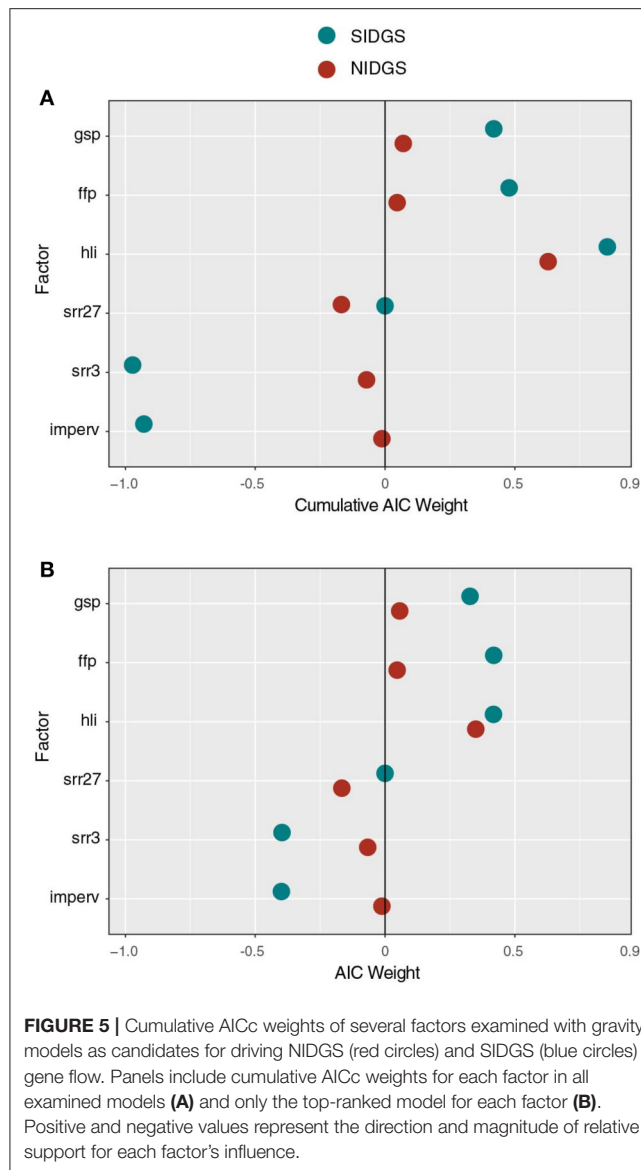 SIDGS
NIDGS
A
gsp
ffp
hli
srr27
srr3
imperv
Factor
−1.0 -0.5 0 0.5 0.9
Cumulative AIC Weight
B
gsp
ffp
hli
srr27
srr3
imperv
Factor
−1.0 -0.5 0 0.5 0.9
AIC Weight
FIGURE 5 | Cumulative AICc weights of several factors examined with gravity
models as candidates for driving NIDGS (red circles) and SIDGS (blue circles)
gene flow. Panels include cumulative AICc weights for each factor in all
examined models (A) and only the top-ranked model for each factor (B).
Positive and negative values represent the direction and magnitude of relative
support for each factor's influence.